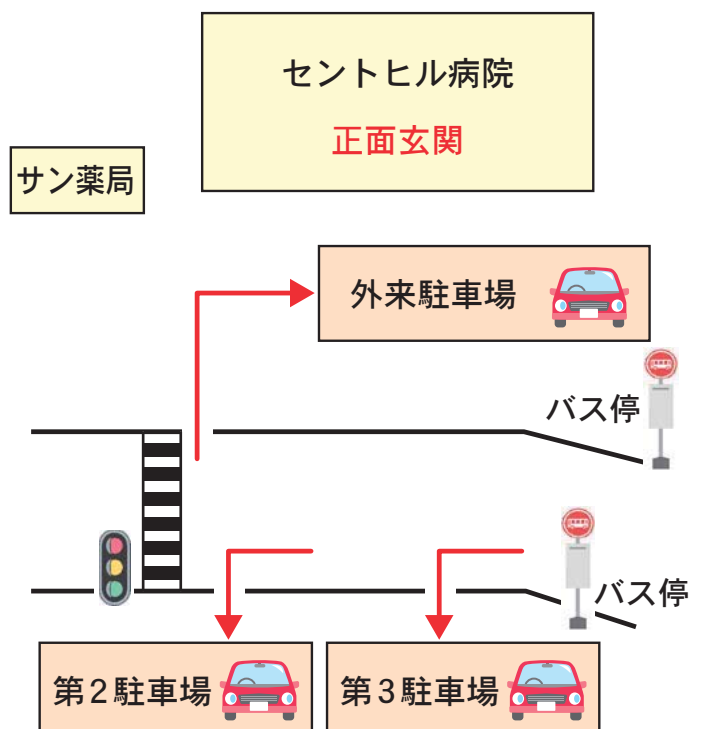 セントヒル病院
正面玄関
サン薬局
外来駐車場
バス停
バス停
第2駐車場
第3駐車場